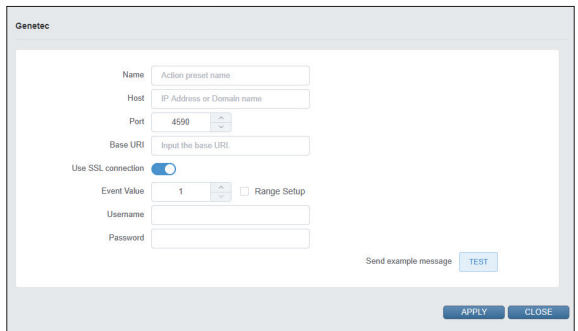 Genetec
Name Action preset name
Host IP Address or Domain name
Port 4590
Base URI Input the base URI.
Use SSL connection
Event Value 1 Range Setup
Username
Password
Send example message TEST
APPLY CLOSE